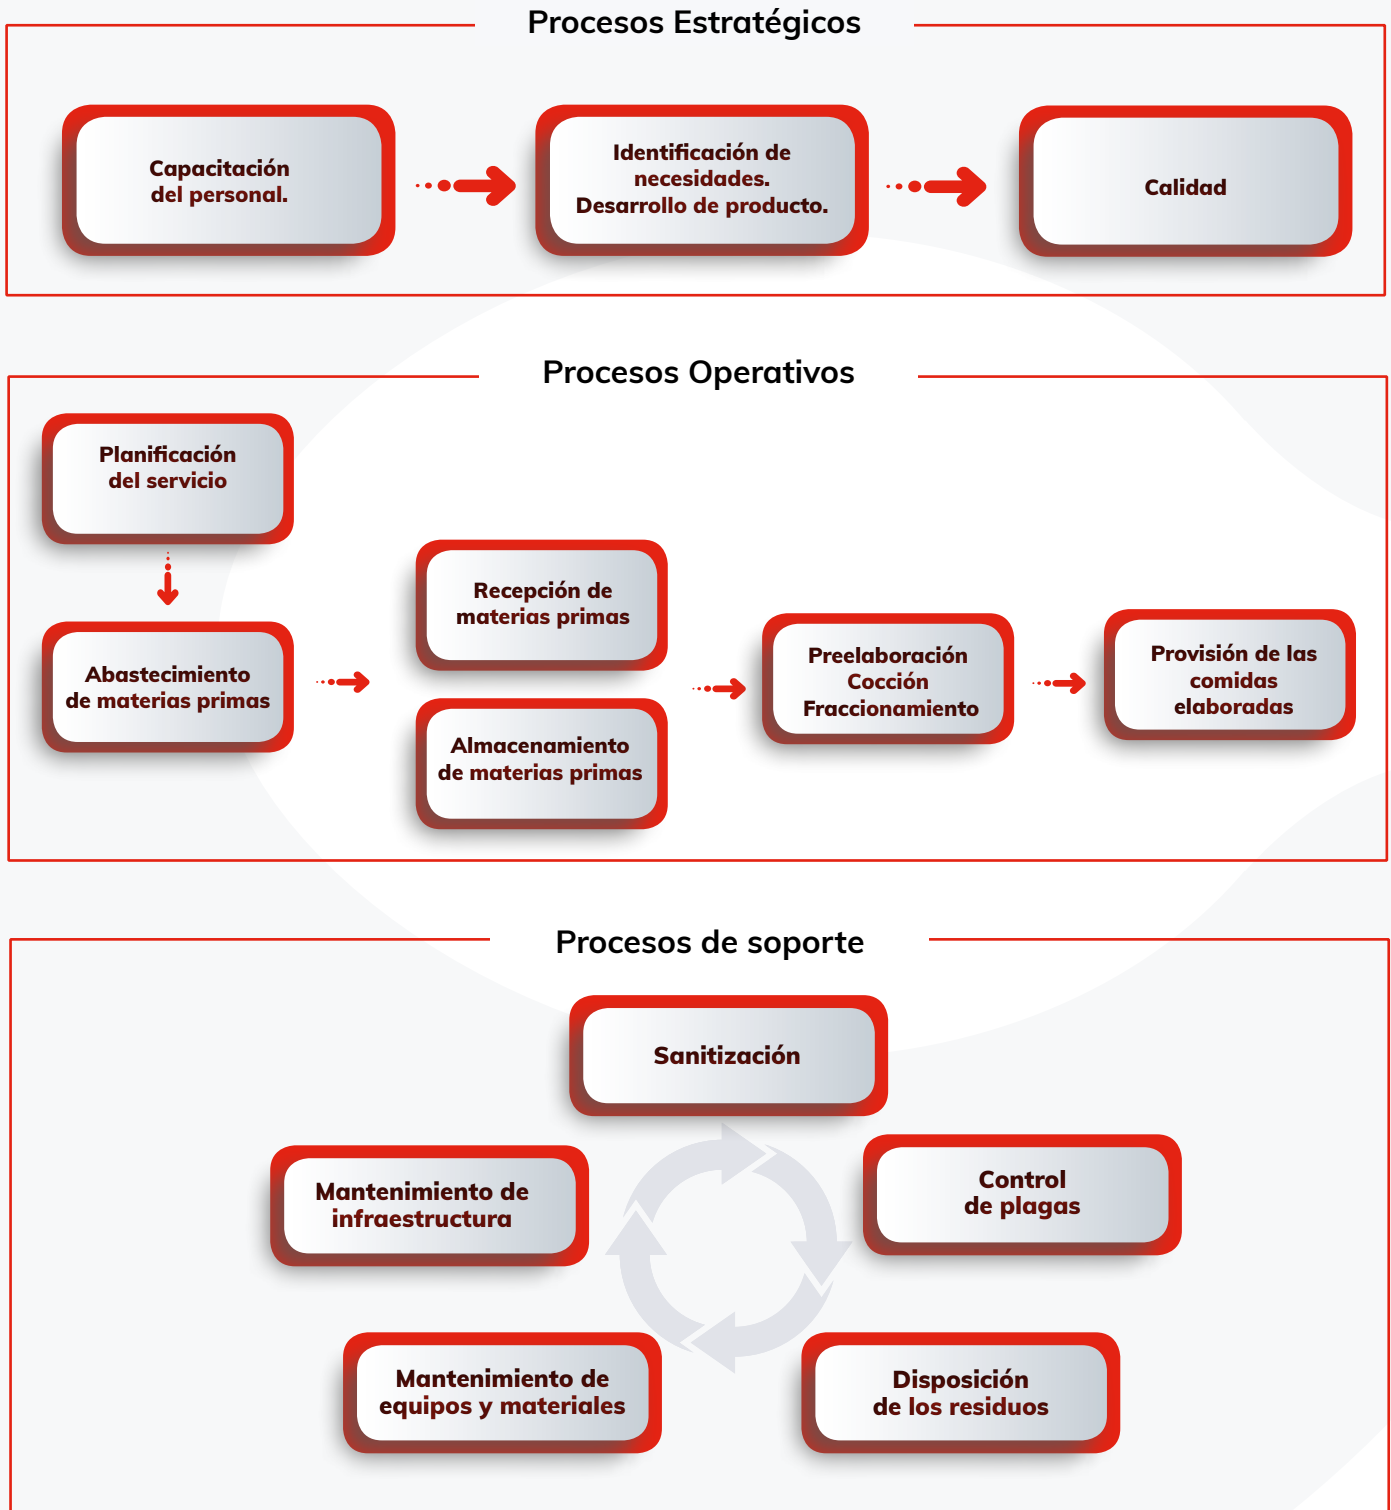 Procesos Estratégicos
Capacitación
del personal.
Identificación de
necesidades.
Desarrollo de producto.
Calidad
Procesos Operativos
Planificación
del servicio
Abastecimiento
de materias primas
Recepción de
materias primas
Almacenamiento
de materias primas
Preelaboración
Cocción
Fraccionamiento
Provisión de las
comidas
elaboradas
Procesos de soporte
Sanitización
Control
de plagas
Disposición
de los residuos
Mantenimiento de
equipos y materiales
Mantenimiento de
infraestructura